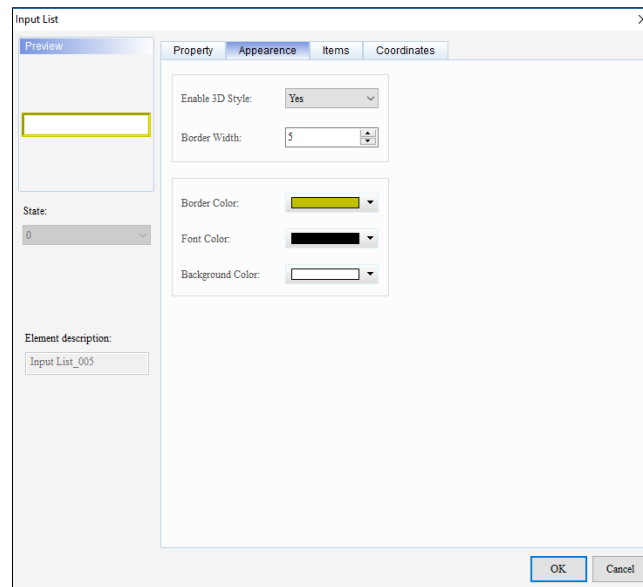 Input List
Preview
Property Appearence Items Coordinates
Enable 3D Style: Yes
Border Width: 5
State:
0
Border Color:
Font Color:
Background Color:
Element description:
Input List_005
OK Cancel